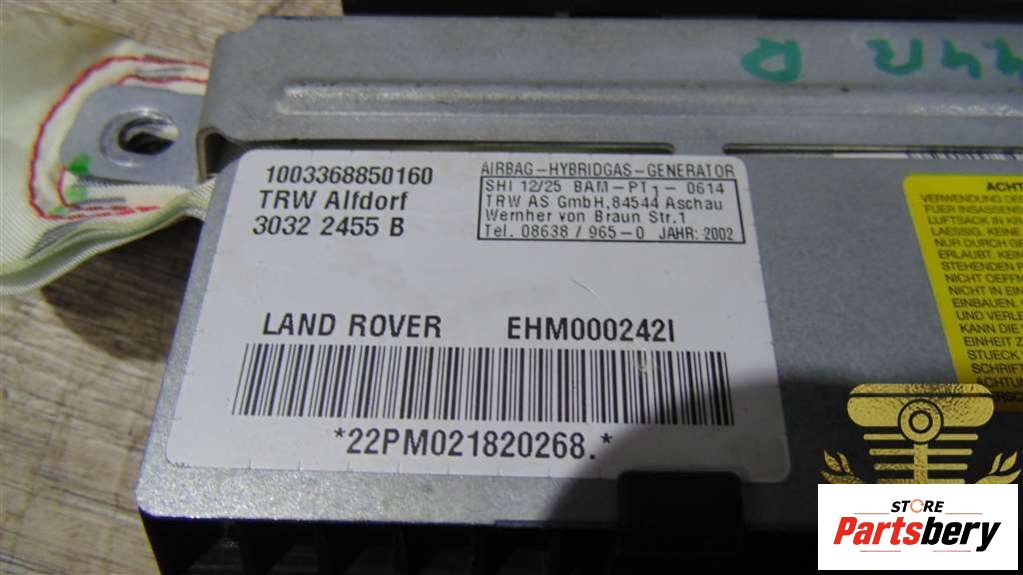 44R
R
1003368850160
TRW Alfdorf
3032 2455 B
AIRBAG-HYBRIDGAS-GENERATOR
SHI 12/25 BAM-PT1-0614
TRW AS GmbH,84544 Aschau
Wernher von Braun Str.1
Tel. 08638/965-0 JAHR: 2002
LAND ROVER EHM000242I
*22PM021820268.*
ACHT
VERWENDUNG DES
FUER INSASSEN
LUFTSACK IN
LAESSIG. KEINE
NUR DURCH GE
ERLAUBT. KEIN
STEHENDEN
NICHT OEFFN
NICHT IN EIN
EINBAUEN.
UND VERLE
KANN DIE
EINHEIT Z
STUECK
SCHRIFT
ACHTUN
STORE
Partsbery